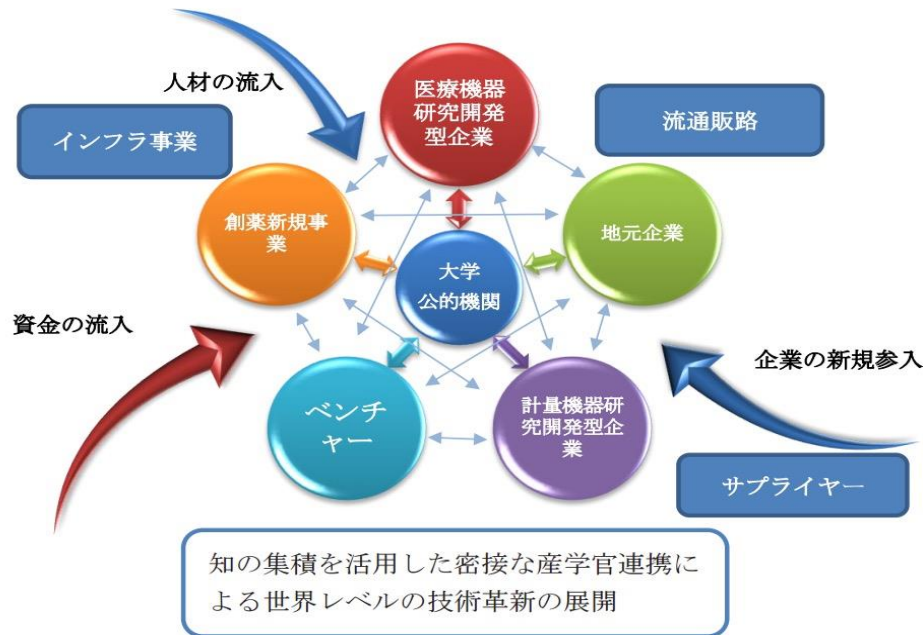 人材の流入
医療機器
研究開発
型企業
インフラ事業
流通販路
創薬新規事
業
地元企業
大学
公的機関
資金の流入
企業の新規参入
ベンチ
ャー
計量機器研
究開発型企
業
サプライヤー
知の集積を活用した密接な産学官連携に
よる世界レベルの技術革新の展開